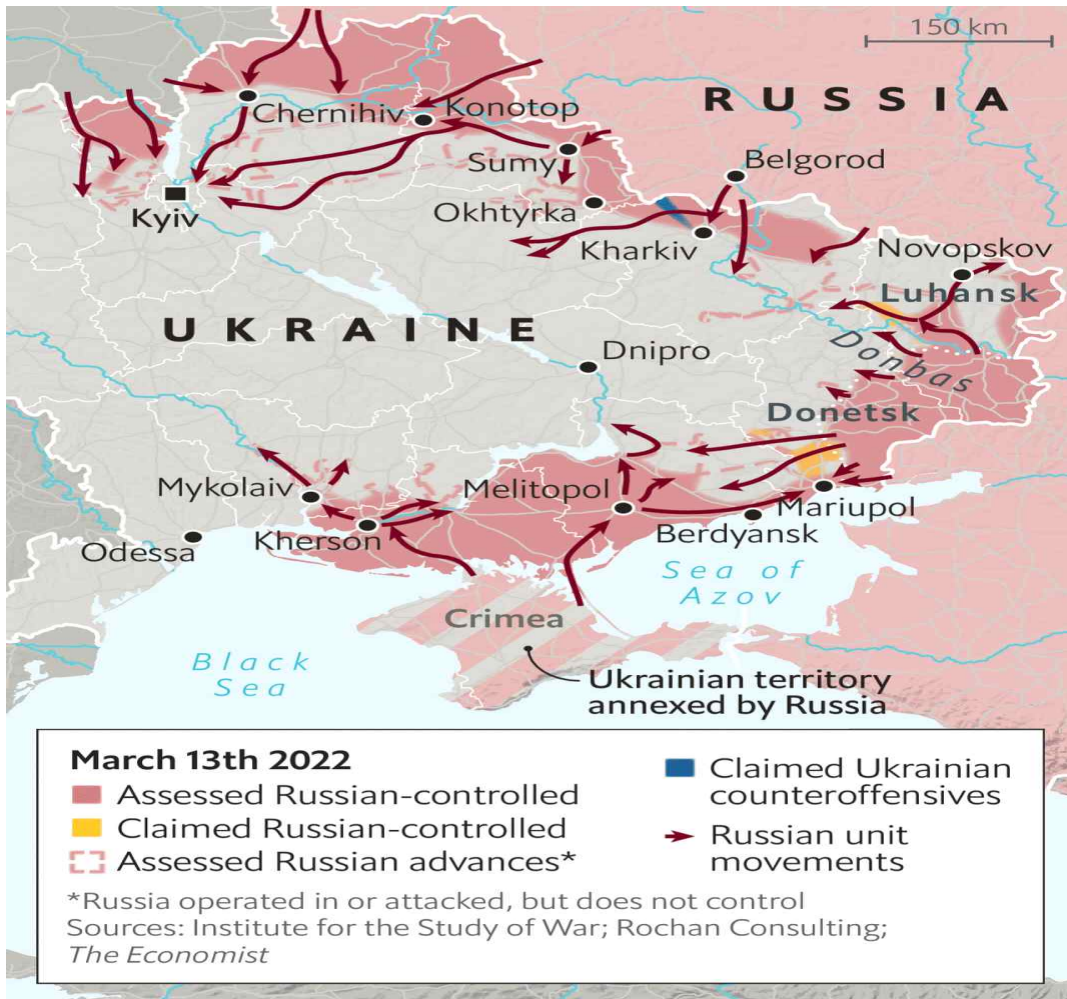 150 km
RUSSIA
Chernihiv
Konotop
Sumy
Belgorod
Kyiv
Okhtyrka
Kharkiv
Novopskov
Luhansk
UKRAINE
Dnipro
Donbas
Donetsk
Mykolaiv
Melitopol
Mariupol
Odessa
Kherson
Berdyansk
Sea of
Azov
Crimea
Black
Sea
Ukrainian territory
annexed by Russia
March 13th 2022
Assessed Russian-controlled
Claimed Russian-controlled
Assessed Russian advances*
Claimed Ukrainian
counteroffensives
Russian unit
movements
*Russia operated in or attacked, but does not control
Sources: Institute for the Study of War; Rochan Consulting;
The Economist